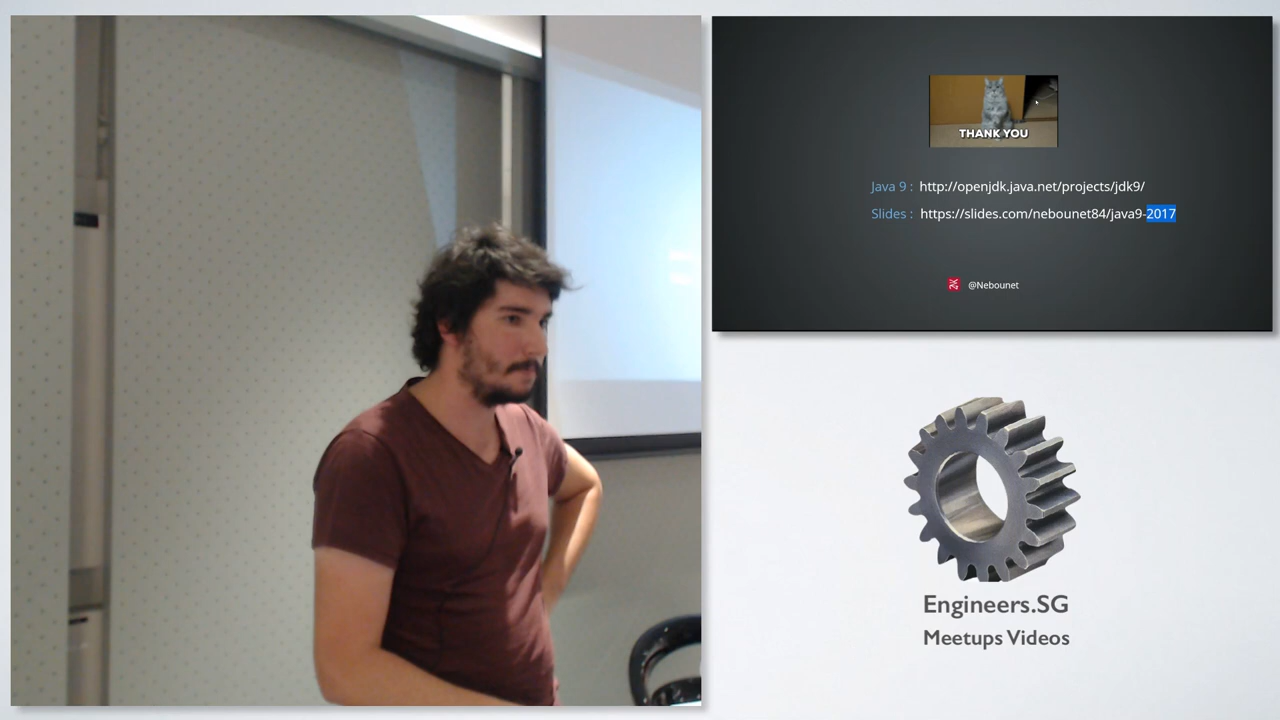 THANK YOU
Java 9 : http://openjdk.java.net/projects/jdk9/
Slides : https://slides.com/nebounet84/java9-2017
@Nebounet
Engineers.SG
Meetups Videos